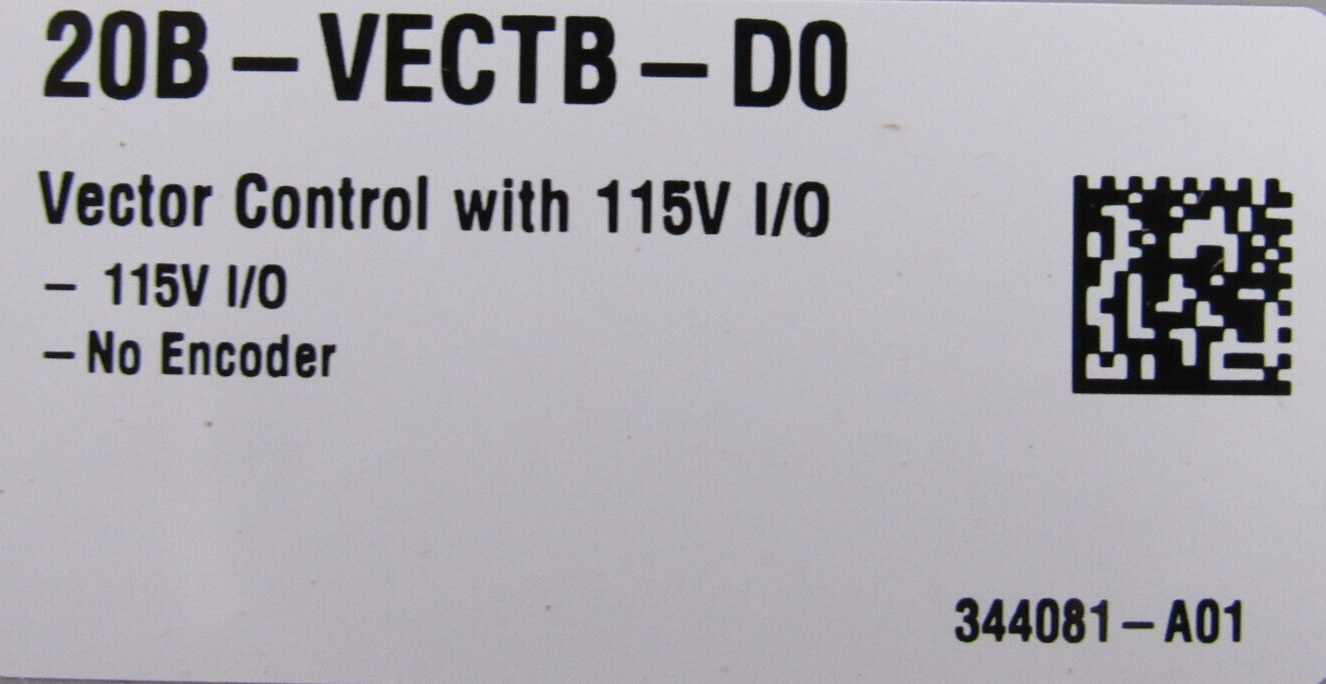 20B-VECTB-D0
Vector Control with 115V I/O
- 115V I/O
- No Encoder
344081-A01